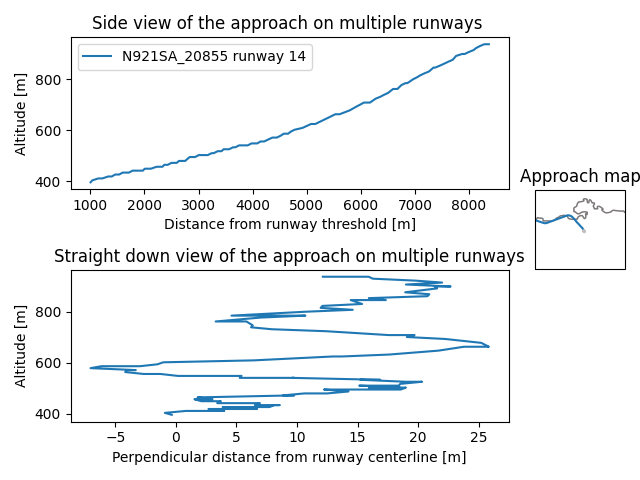 Side view of the approach on multiple runways
Altitude [m]
800
600
400
N921SA_20855 runway 14
1000 2000 3000 4000 5000 6000 7000 8000
Distance from runway threshold [m]
Approach map
Straight down view of the approach on multiple runways
Altitude [m]
800
600
400
−5 0 5 10 15 20 25
Perpendicular distance from runway centerline [m]